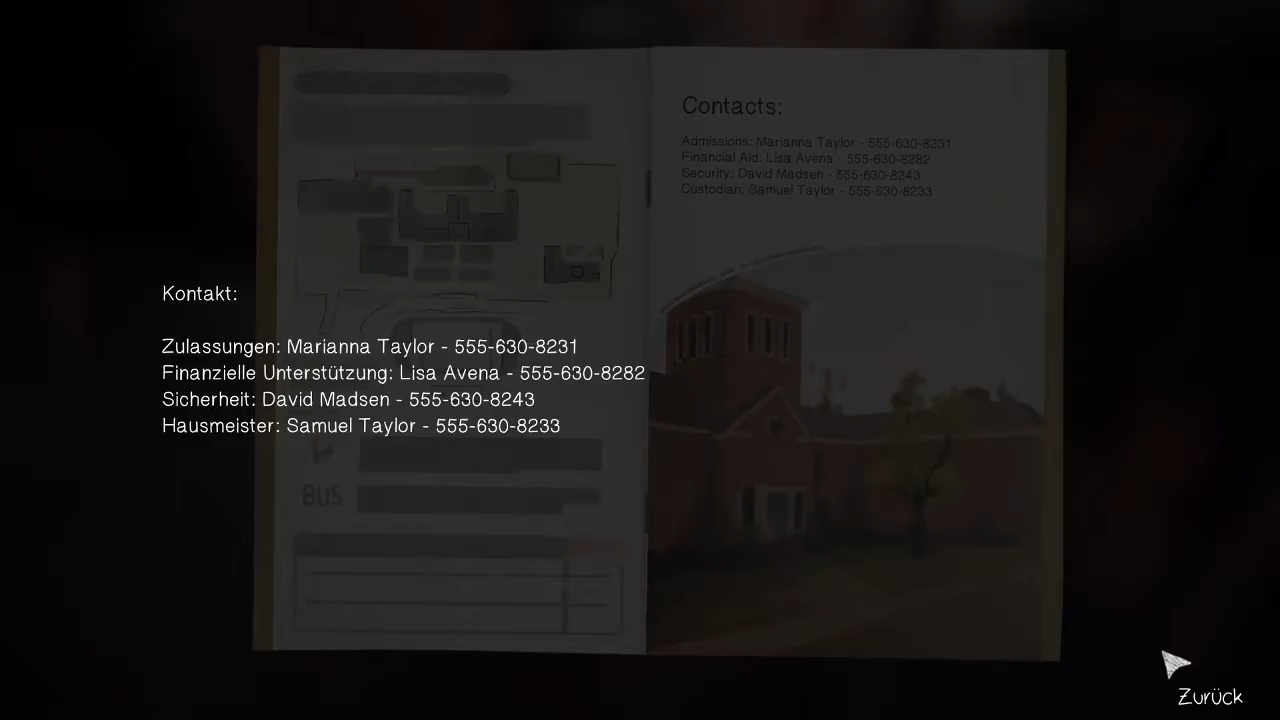 Contacts:
Admissions: Marianna Taylor - 555-630-8231
Financial Aid: Lisa Avena - 555-630-8282
Security: David Madsen - 555-630-8243
Custodian: Samuel Taylor - 555-630-8233
Kontakt:
Zulassungen: Marianna Taylor - 555-630-8231
Finanzielle Unterstützung: Lisa Avena - 555-630-8282
Sicherheit: David Madsen - 555-630-8243
Hausmeister: Samuel Taylor - 555-630-8233
BUS
Zurück